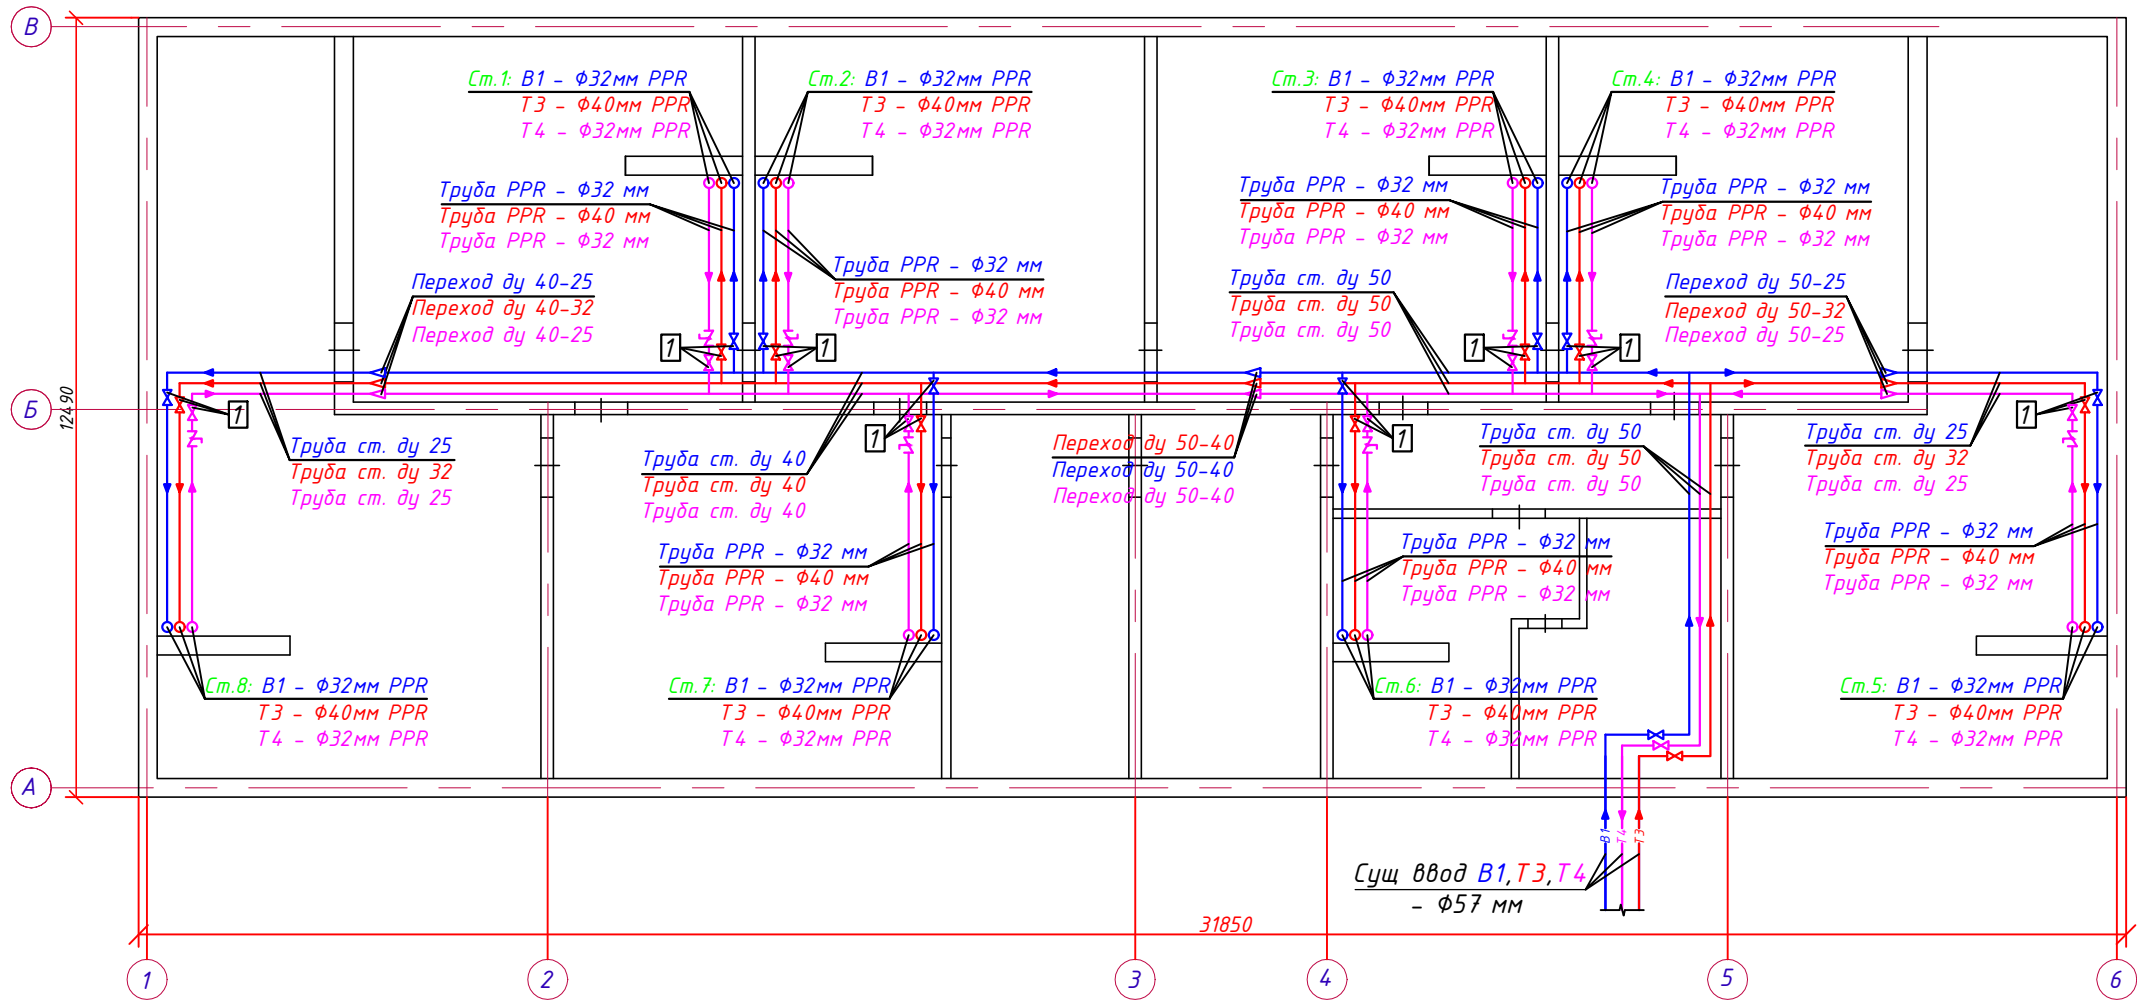 В
Ст.1: В1 – Ф32мм PPR
Т3 – Ф40мм PPR
Т4 – Ф32мм PPR
Ст.2: В1 – Ф32мм PPR
Т3 – Ф40мм PPR
Т4 – Ф32мм PPR
Ст.3: В1 – Ф32мм PPR
Т3 – Ф40мм PPR
Т4 – Ф32мм PPR
Ст.4: В1 – Ф32мм PPR
Т3 – Ф40мм PPR
Т4 – Ф32мм PPR
Труба PPR – Ф32 мм
Труба PPR – Ф40 мм
Труба PPR – Ф32 мм
Труба PPR – Ф32 мм
Труба PPR – Ф40 мм
Труба PPR – Ф32 мм
Труба PPR – Ф32 мм
Труба PPR – Ф40 мм
Труба PPR – Ф32 мм
Труба PPR – Ф32 мм
Труба PPR – Ф40 мм
Труба PPR – Ф32 мм
Переход ду 40-25
Переход ду 40-32
Переход ду 40-25
Труба ст. ду 50
Труба ст. ду 50
Труба ст. ду 50
Переход ду 50-25
Переход ду 50-32
Переход ду 50-25
1
1
1
1
12490
Б
1
1
1
1
Труба ст. ду 25
Труба ст. ду 32
Труба ст. ду 25
Труба ст. ду 40
Труба ст. ду 40
Труба ст. ду 40
Переход ду 50-40
Переход ду 50-40
Переход ду 50-40
Труба ст. ду 50
Труба ст. ду 50
Труба ст. ду 50
Труба ст. ду 25
Труба ст. ду 32
Труба ст. ду 25
Труба PPR – Ф32 мм
Труба PPR – Ф40 мм
Труба PPR – Ф32 мм
Труба PPR – Ф32 мм
Труба PPR – Ф40 мм
Труба PPR – Ф32 мм
Труба PPR – Ф32 мм
Труба PPR – Ф40 мм
Труба PPR – Ф32 мм
Ст.8: В1 – Ф32мм PPR
Т3 – Ф40мм PPR
Т4 – Ф32мм PPR
Ст.7: В1 – Ф32мм PPR
Т3 – Ф40мм PPR
Т4 – Ф32мм PPR
Ст.6: В1 – Ф32мм PPR
Т3 – Ф40мм PPR
Т4 – Ф32мм PPR
Ст.5: В1 – Ф32мм PPR
Т3 – Ф40мм PPR
Т4 – Ф32мм PPR
А
В1
Т4
Т3
Сущ ввод В1,Т3,Т4
– Ф57 мм
31850
1
2
3
4
5
6